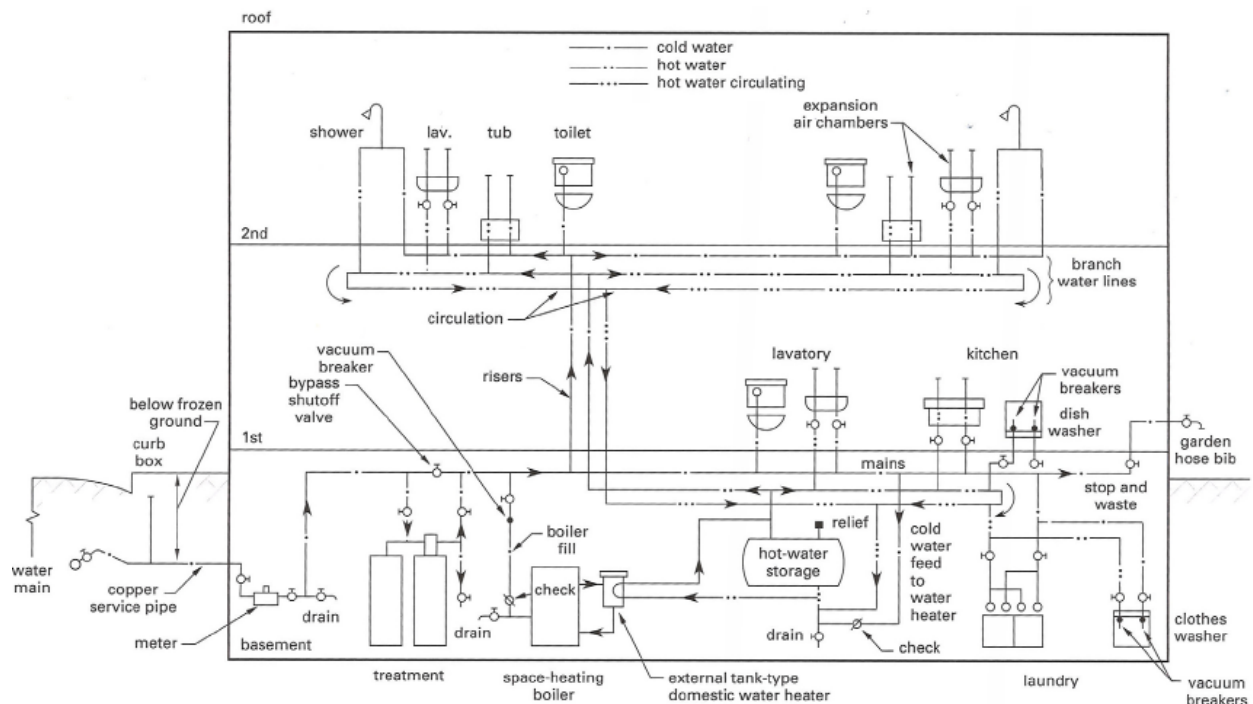 roof
cold water
hot water
hot water circulating
expansion
air chambers
shower
lav.
tub
toilet
2nd
branch
water lines
circulation
vacuum
breaker
bypass
shutoff
valve
risers
lavatory
kitchen
vacuum
breakers
dish
washer
below frozen
ground
curb
box
1st
garden
hose bib
mains
stop and
waste
relief
boiler
fill
hot-water
storage
cold
water
feed
to
water
heater
check
water
main
copper
service pipe
drain
meter
basement
drain
drain
check
clothes
washer
treatment
space-heating
boiler
external tank-type
domestic water heater
laundry
vacuum
breakers